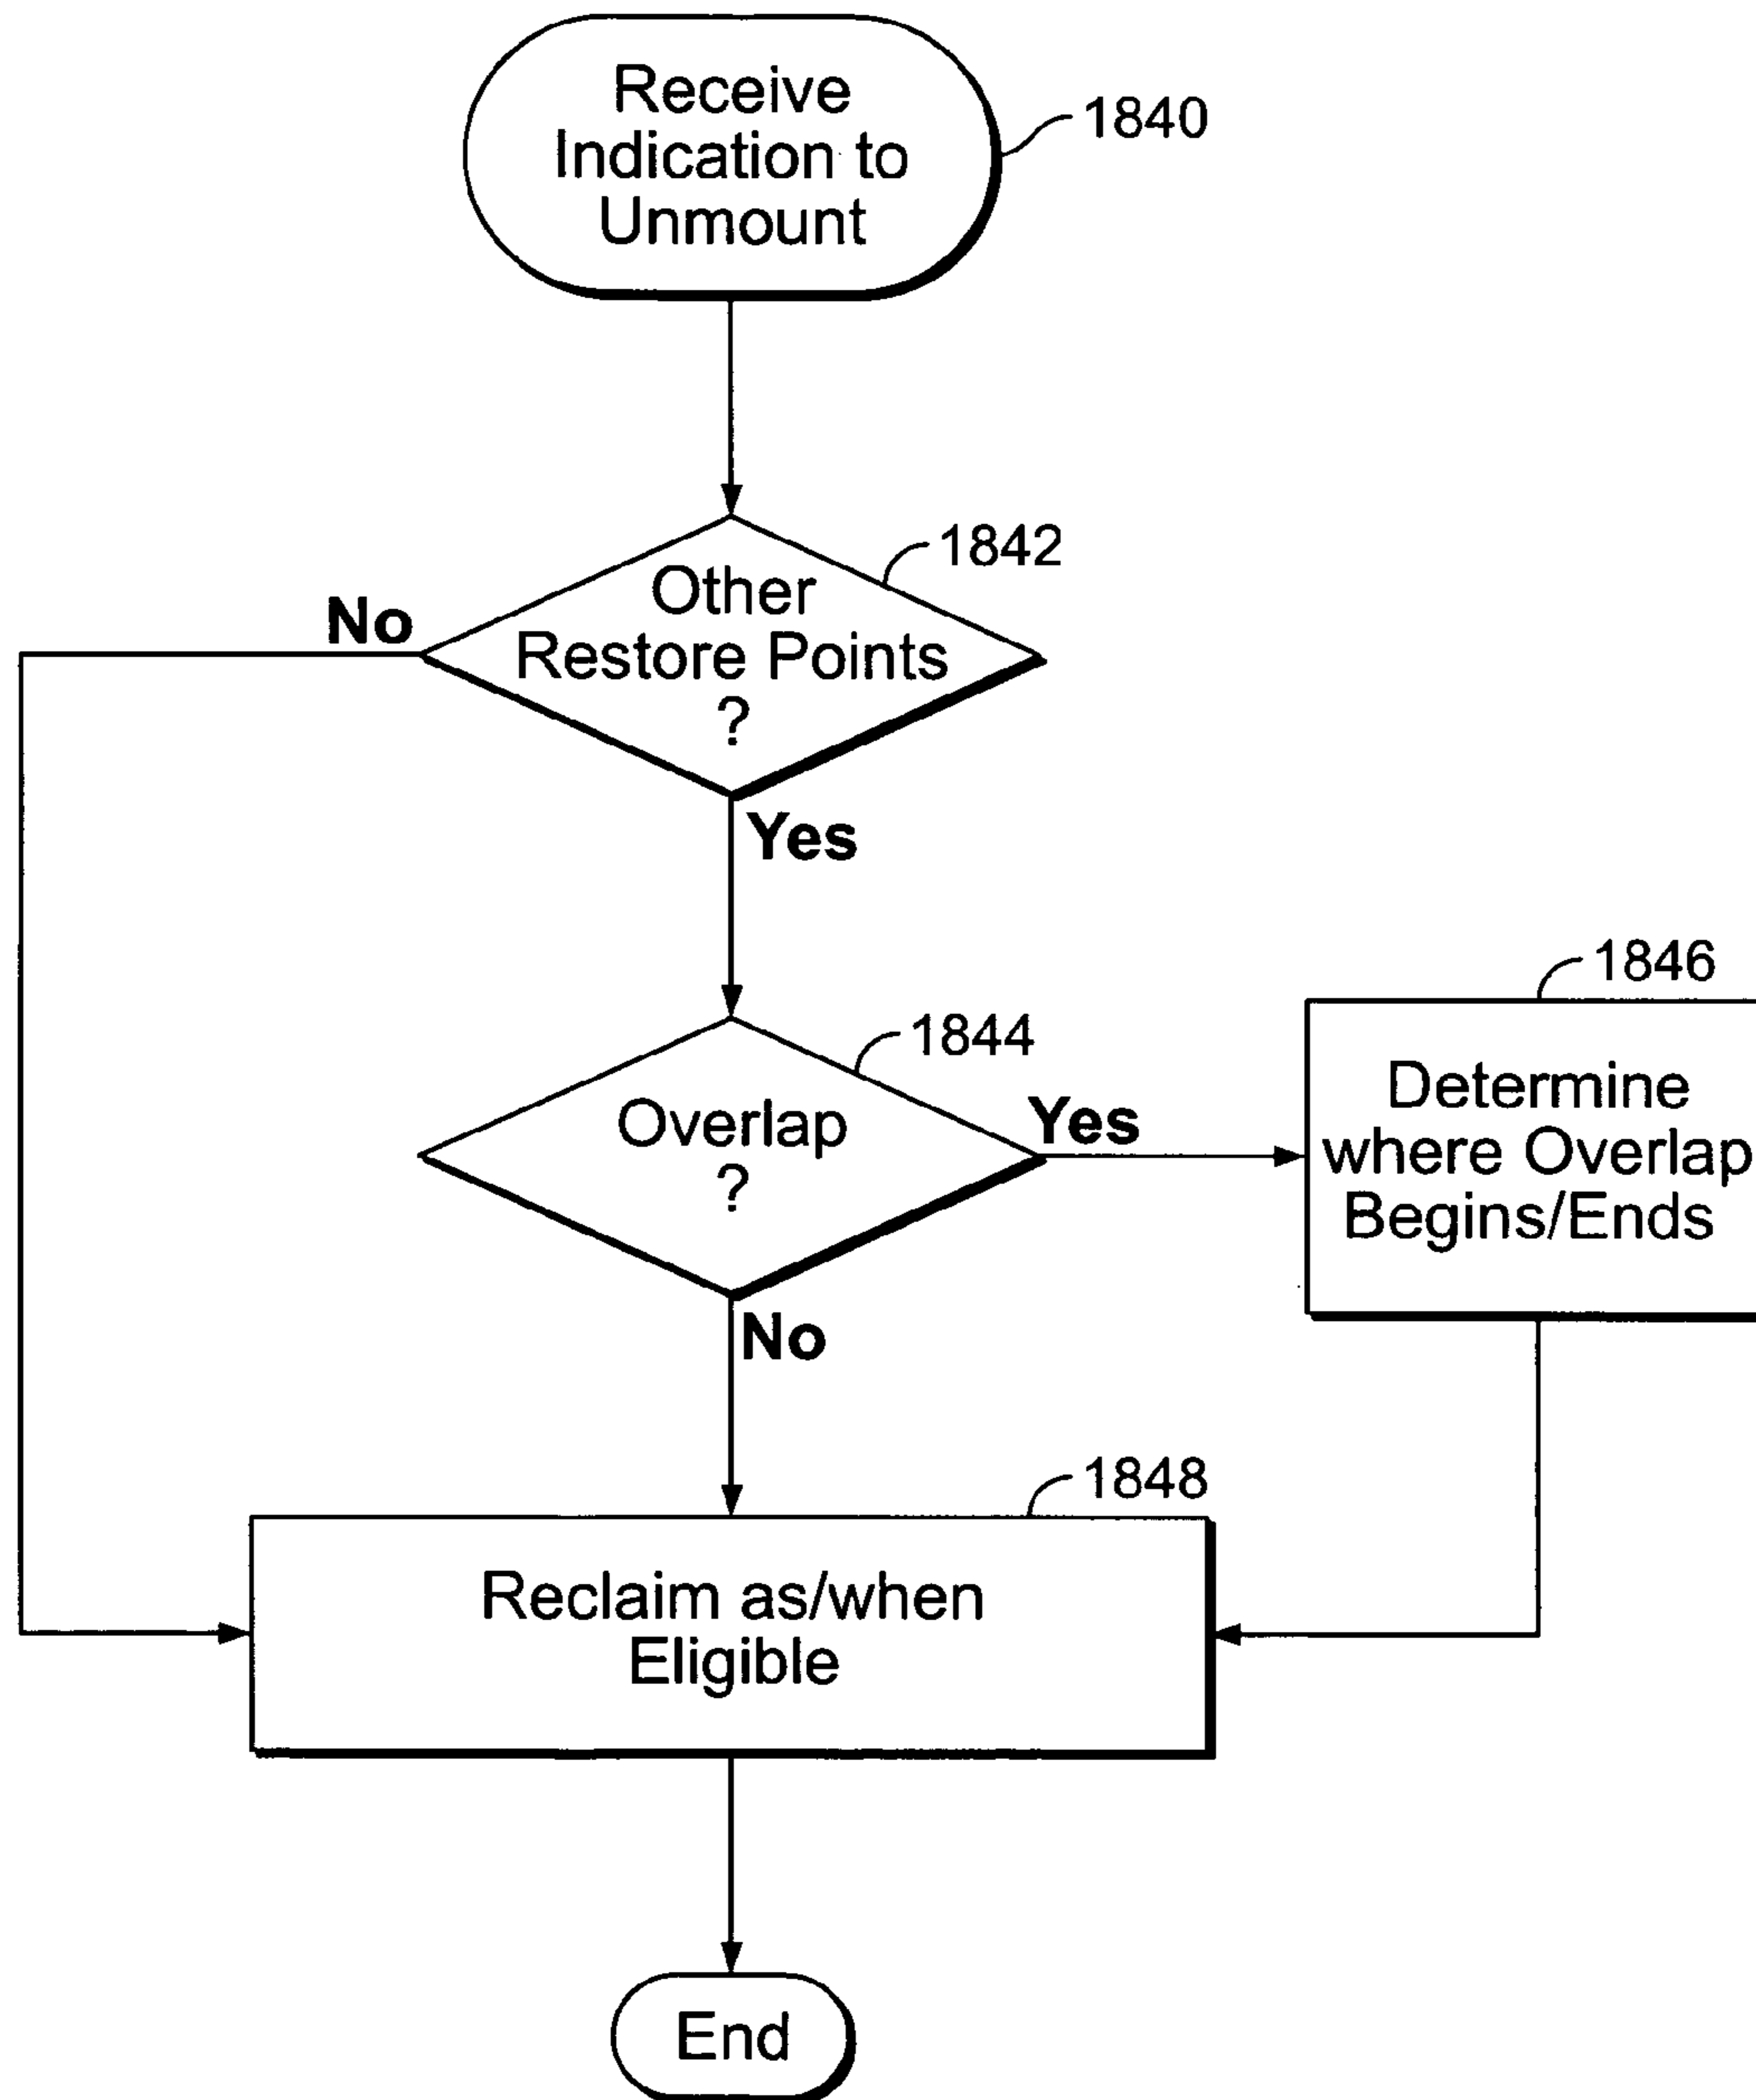 Receive
Indication to
Unmount
1840
1842
Other
Restore Points
?
No
Yes
1844
Overlap
?
Yes
1846
Determine
where Overlap
Begins/Ends
No
1848
Reclaim as/when
Eligible
End